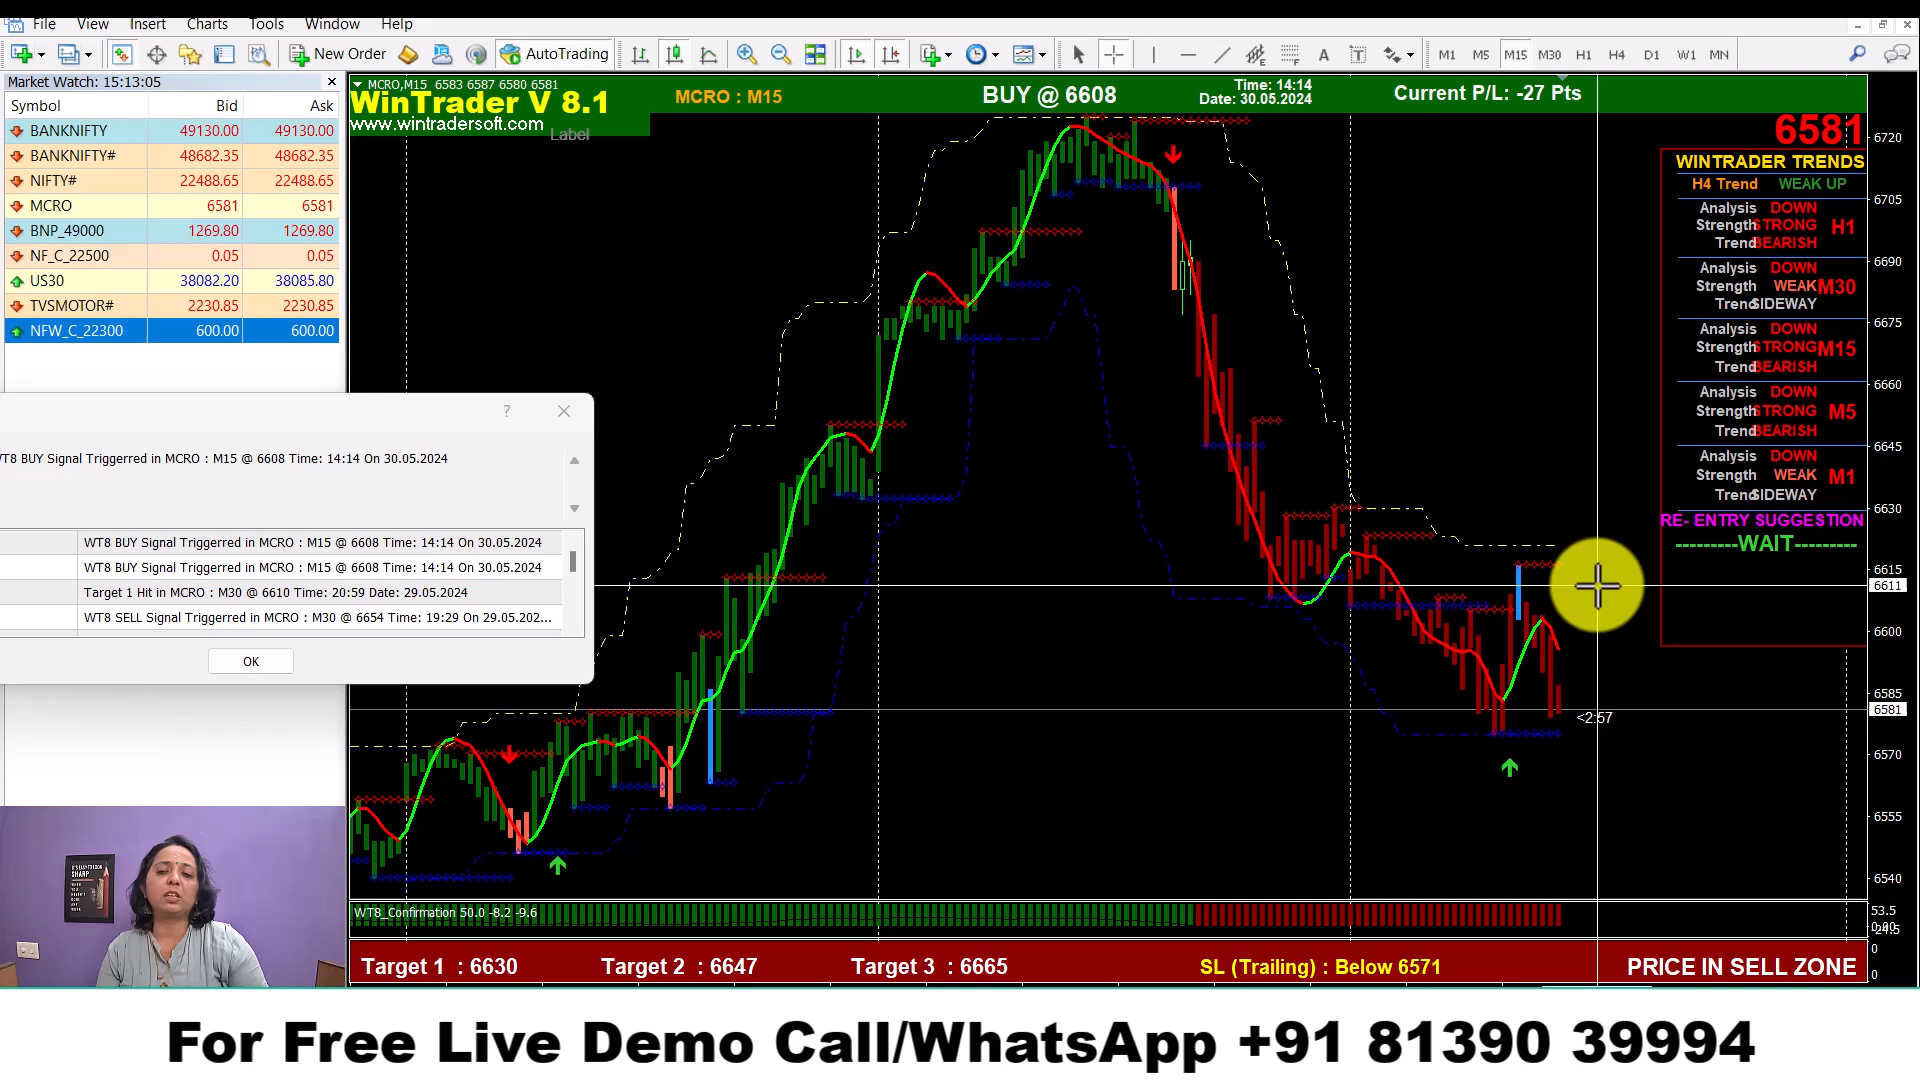 File View Insert Charts Tools Window Help
New Order AutoTrading M1 M5 M15 M30 H1 H4 D1 W1 MN
Market Watch: 15:13:05
Symbol Bid Ask
BANKNIFTY 49130.00 49130.00
BANKNIFTY# 48682.35 48682.35
NIFTY# 22488.65 22488.65
MCRO 6581 6581
BNP_49000 1269.80 1269.80
NF_C_22500 0.05 0.05
US30 38082.20 38085.80
TVSMOTOR# 2230.85 2230.85
NFW_C_22300 600.00 600.00
MCRO,M15 6583 6587 6580 6581
WinTrader V 8.1
www.wintradersoft.com
Label
MCRO : M15
BUY @ 6608
Time: 14:14
Date: 30.05.2024
Current P/L: -27 Pts
6581
WINTRADER TRENDS
H4 Trend WEAK UP
Analysis DOWN
Strength STRONG H1
Trend BEARISH
Analysis DOWN
Strength WEAK M30
Trend SIDEWAY
Analysis DOWN
Strength STRONG M15
Trend BEARISH
Analysis DOWN
Strength STRONG M5
Trend BEARISH
Analysis DOWN
Strength WEAK M1
Trend SIDEWAY
RE- ENTRY SUGGESTION
---------WAIT---------
6720
6705
6690
6675
6660
6645
6630
6615
6611
6600
6585
6581
6570
6555
6540
53.5
0
0
<2:57
?
WT8 BUY Signal Triggerred in MCRO : M15 @ 6608 Time: 14:14 On 30.05.2024
WT8 BUY Signal Triggerred in MCRO : M15 @ 6608 Time: 14:14 On 30.05.2024
WT8 BUY Signal Triggerred in MCRO : M15 @ 6608 Time: 14:14 On 30.05.2024
Target 1 Hit in MCRO : M30 @ 6610 Time: 20:59 Date: 29.05.2024
WT8 SELL Signal Triggerred in MCRO : M30 @ 6654 Time: 19:29 On 29.05.202...
OK
SHARP
WT8_Confirmation 50.0 -8.2 -9.6
Target 1 : 6630 Target 2 : 6647 Target 3 : 6665 SL (Trailing) : Below 6571 PRICE IN SELL ZONE
For Free Live Demo Call/WhatsApp +91 81390 39994